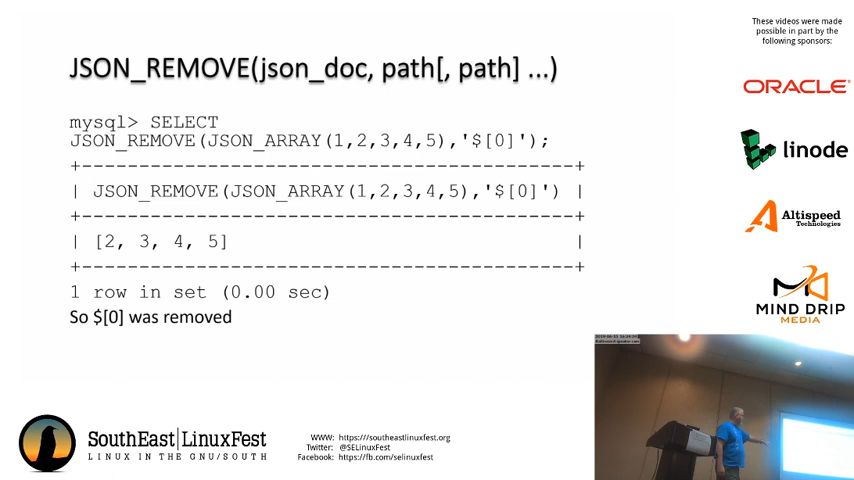 JSON_REMOVE(json_doc, path[, path] ...)
mysql> SELECT
JSON_REMOVE(JSON_ARRAY(1,2,3,4,5),'$[0]');
+-------------------------------------------+
| JSON_REMOVE(JSON_ARRAY(1,2,3,4,5),'$[0]') |
+-------------------------------------------+
| [2, 3, 4, 5] |
+-------------------------------------------+
1 row in set (0.00 sec)
So $[0] was removed
These videos were made
possible in part by the
following sponsors:
ORACLE
linode
Altispeed
Technologies
MIND DRIP
MEDIA
SouthEast|LinuxFest
LINUX IN THE GNU/SOUTH
WWW: https://southeastlinuxfest.org
Twitter: @SELinuxFest
Facebook: https://fb.com/selinuxfest